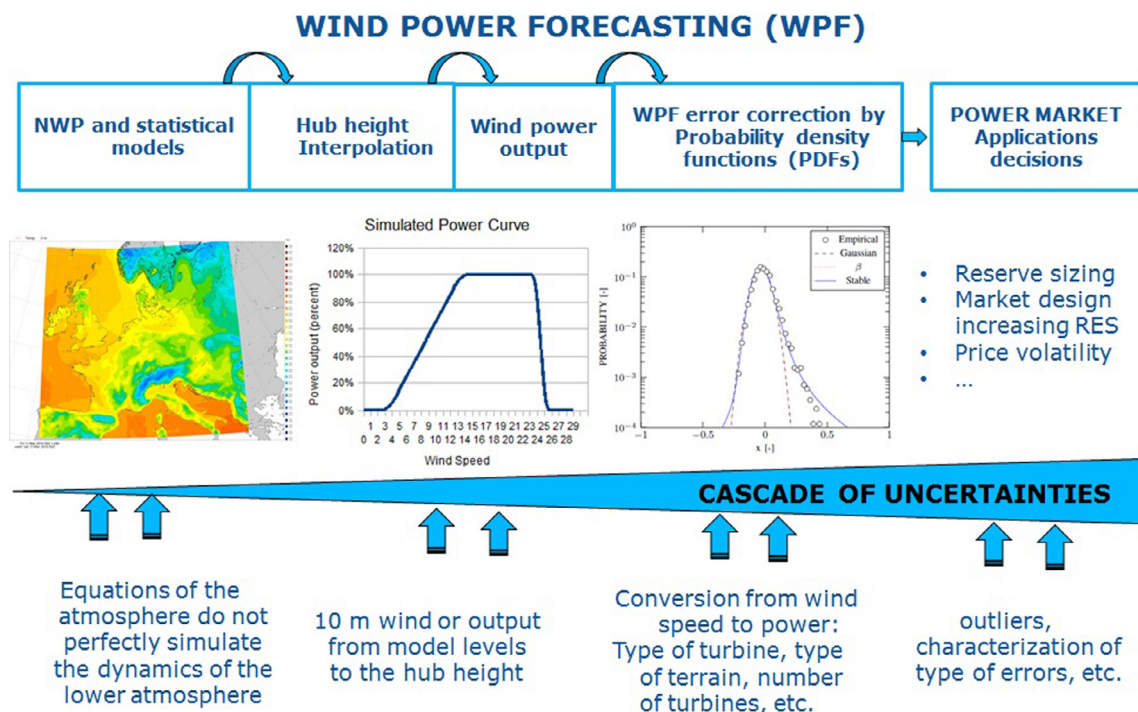 WIND POWER FORECASTING (WPF)
NWP and statistical
models
Hub height
Interpolation
Wind power
output
WPF error correction by
Probability density
functions (PDFs)
POWER MARKET
Applications
decisions
Simulated Power Curve
120%
100%
80%
60%
40%
20%
0%
Power output (percent)
1 3 5 7 9 11 13 15 17 19 21 23 25 27 29
0 2 4 6 8 10 12 14 16 18 20 22 24 26 28
Wind Speed
10⁰
10⁻¹
10⁻²
10⁻³
10⁻⁴
PROBABILITY [-]
Empirical
Gaussian
β
Stable
−1 −0.5 0 0.5 1
x [-]
• Reserve sizing
• Market design
increasing RES
• Price volatility
• ...
CASCADE OF UNCERTAINTIES
Equations of the
atmosphere do not
perfectly simulate
the dynamics of the
lower atmosphere
10 m wind or output
from model levels
to the hub height
Conversion from wind
speed to power:
Type of turbine, type
of terrain, number
of turbines, etc.
outliers,
characterization of
type of errors, etc.